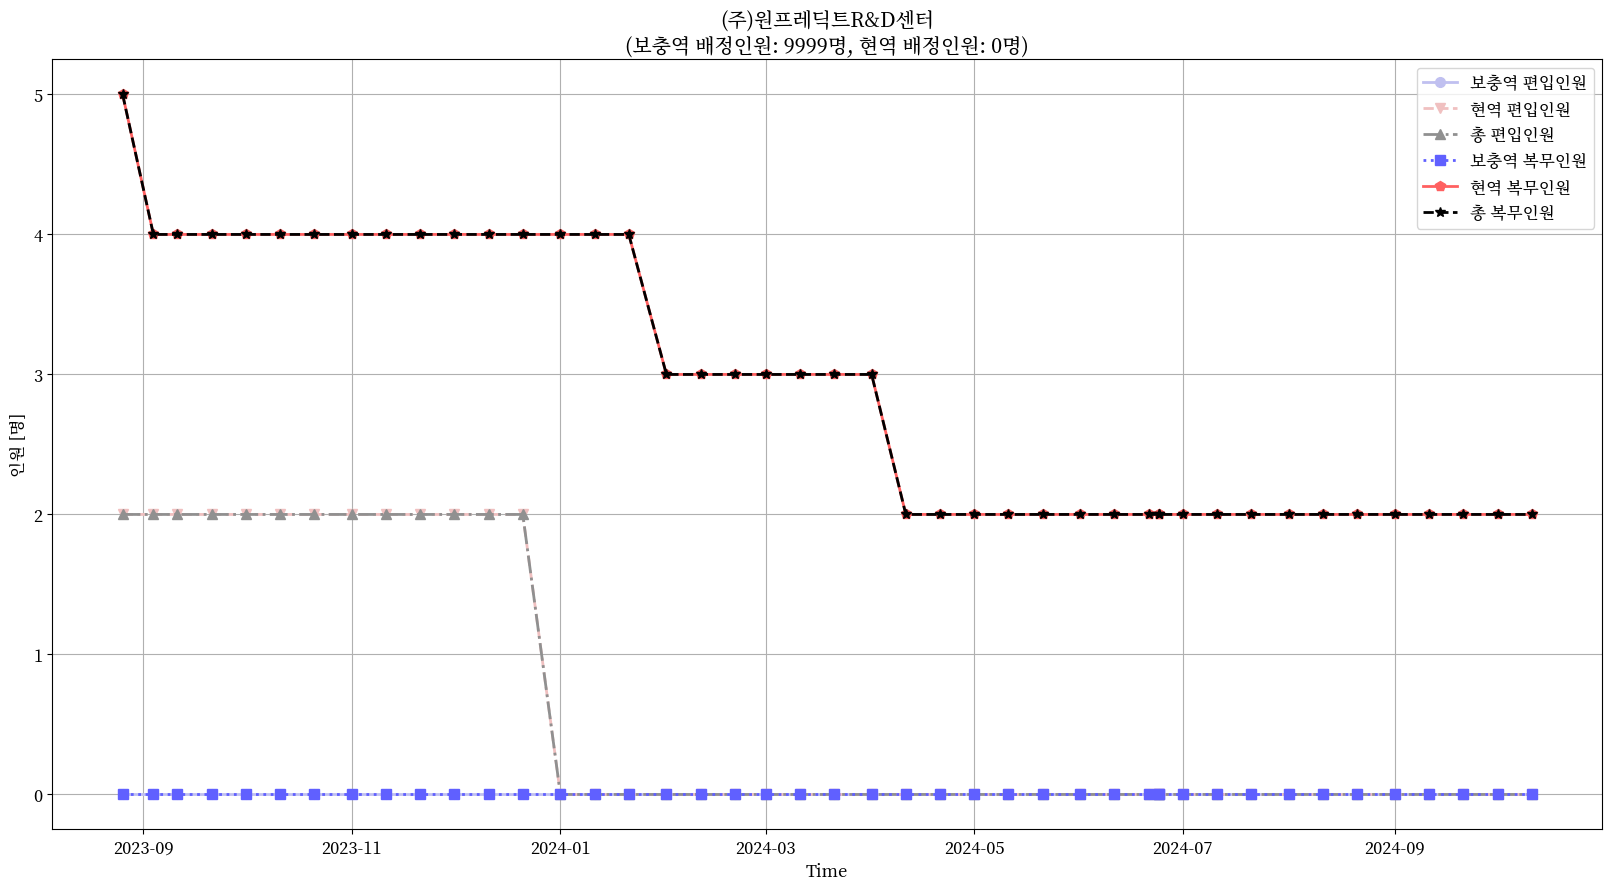 (주)원프레딕트R&D센터
(보충역 배정인원: 9999명, 현역 배정인원: 0명)
보충역 편입인원
현역 편입인원
총 편입인원
보충역 복무인원
현역 복무인원
총 복무인원
인원 [명]
5
4
3
2
1
0
2023-09
2023-11
2024-01
2024-03
2024-05
2024-07
2024-09
Time